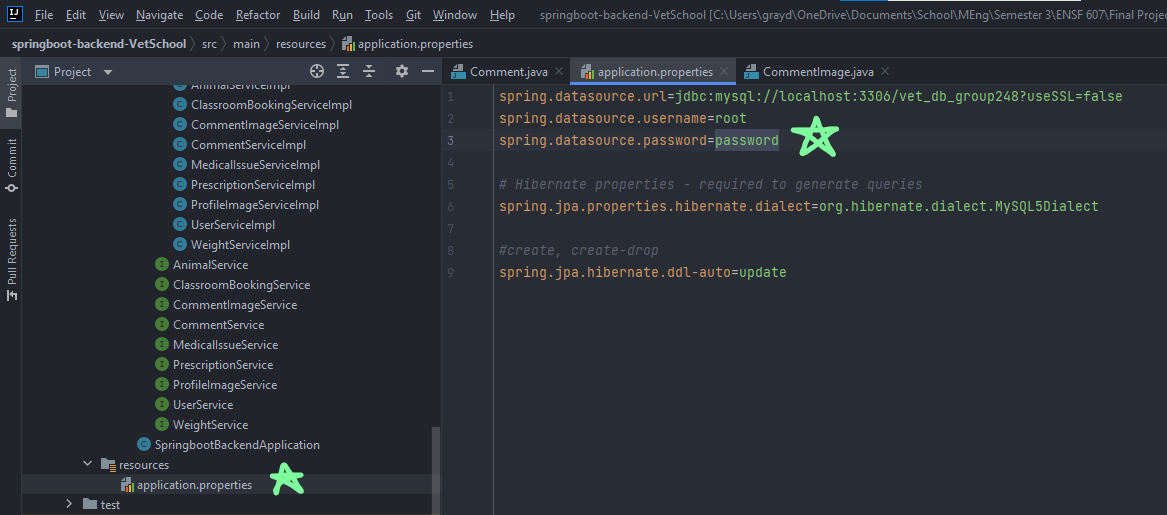 File Edit View Navigate Code Refactor Build Run Tools Git Window Help springboot-backend-VetSchool [C:\Users\grayd\OneDrive\Documents\School\MEng\Semester 3\ENSF 607\Final Projec
springboot-backend-VetSchool src main resources application.properties
Project
Commit
Pull Requests
Project
AnimalServiceImpl
ClassroomBookingServiceImpl
CommentImageServiceImpl
CommentServiceImpl
MedicalIssueServiceImpl
PrescriptionServiceImpl
ProfileImageServiceImpl
UserServiceImpl
WeightServiceImpl
AnimalService
ClassroomBookingService
CommentImageService
CommentService
MedicalIssueService
PrescriptionService
ProfileImageService
UserService
WeightService
SpringbootBackendApplication
resources
application.properties
test
Comment.java application.properties CommentImage.java
1 spring.datasource.url=jdbc:mysql://localhost:3306/vet_db_group248?useSSL=false
2 spring.datasource.username=root
3 spring.datasource.password=password
4
5 # Hibernate properties - required to generate queries
6 spring.jpa.properties.hibernate.dialect=org.hibernate.dialect.MySQL5Dialect
7
8 #create, create-drop
9 spring.jpa.hibernate.ddl-auto=update